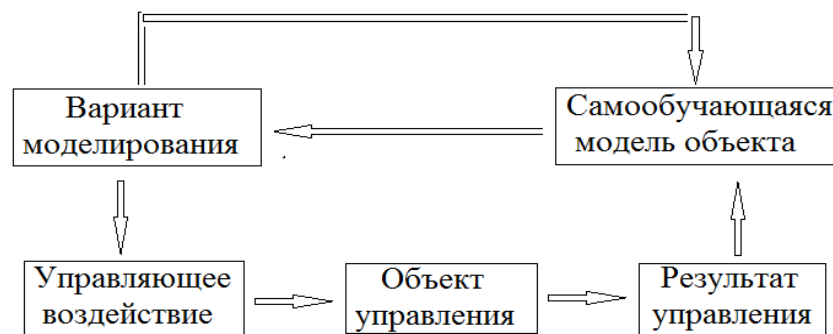 Вариант
моделирования
Самообучающаяся
модель объекта
Управляющее
воздействие
Объект
управления
Результат
управления